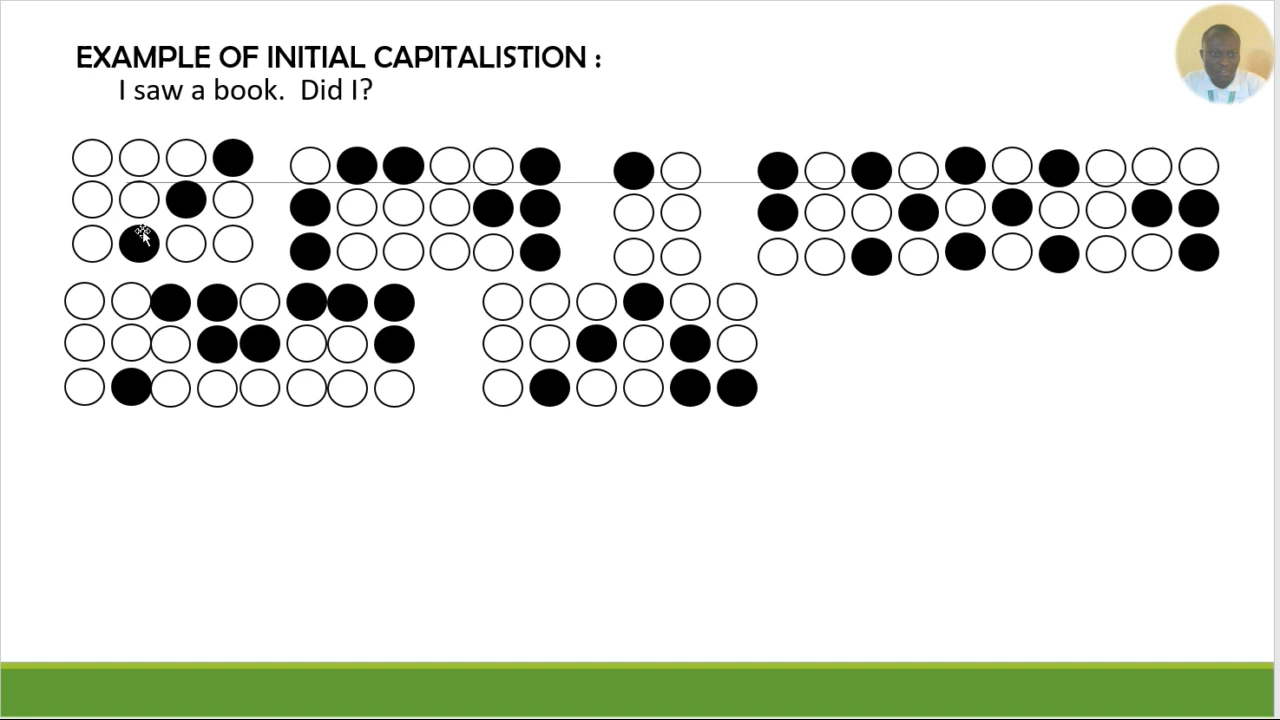 EXAMPLE OF INITIAL CAPITALISTION :
I saw a book.  Did I?
⠠⠊ ⠎⠁⠺ ⠁ ⠃⠕⠕⠅⠲
⠠⠙⠊⠙ ⠠⠊⠦